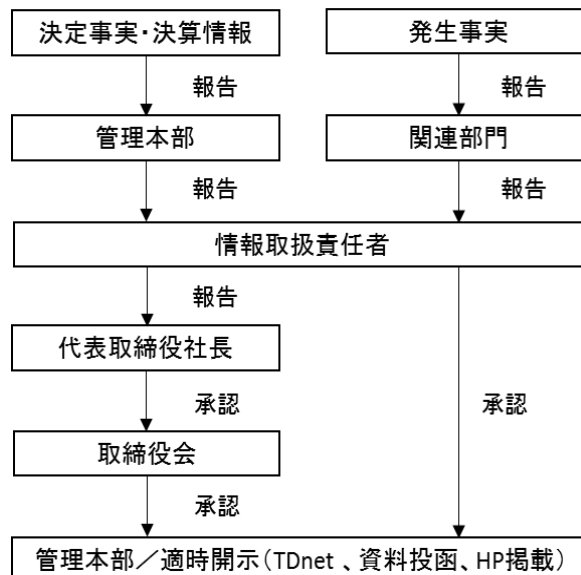 決定事実・決算情報
発生事実
報告
報告
管理本部
関連部門
報告
報告
情報取扱責任者
報告
代表取締役社長
承認
承認
取締役会
承認
管理本部／適時開示（TDnet 、資料投函、HP掲載）